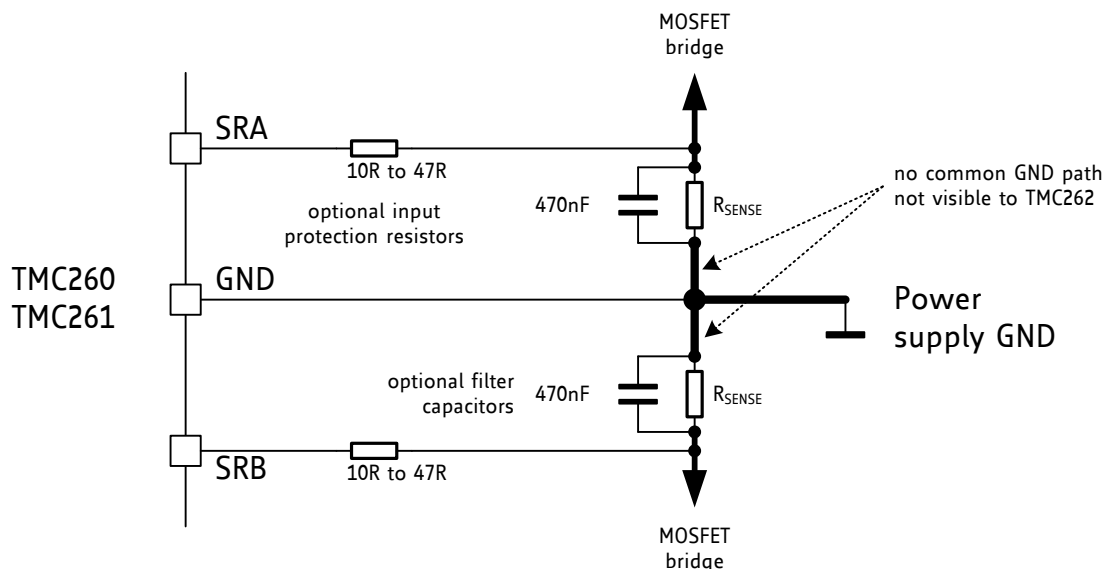 MOSFET
bridge
SRA
10R to 47R
optional input
protection resistors
470nF
RSENSE
no common GND path
not visible to TMC262
TMC260
TMC261
GND
Power
supply GND
optional filter
capacitors
470nF
RSENSE
SRB
10R to 47R
MOSFET
bridge